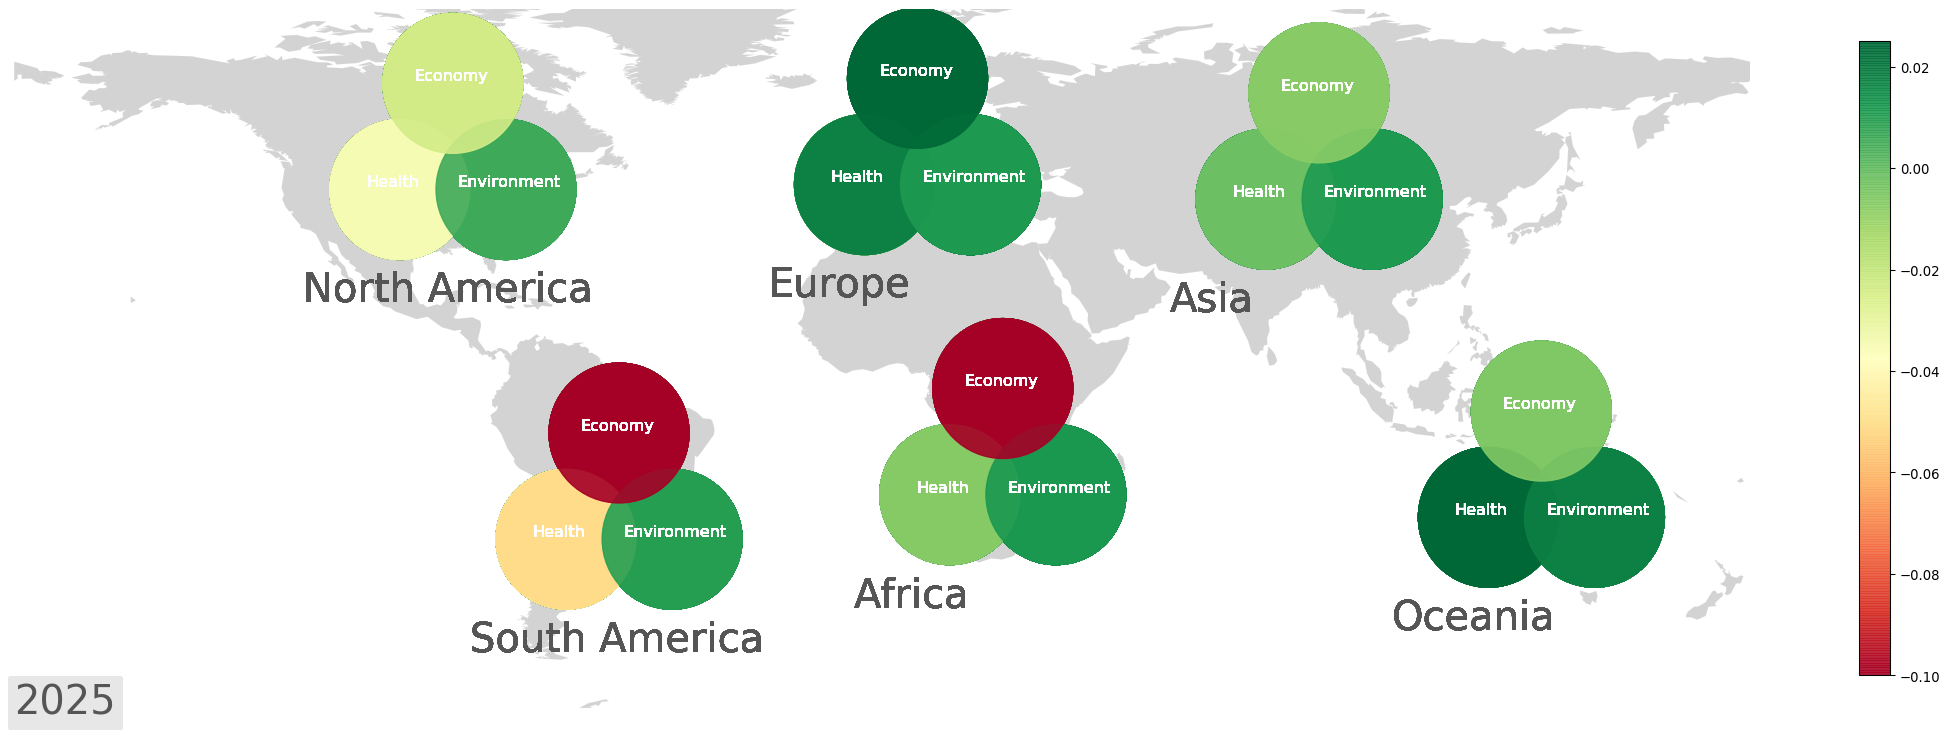 Economy
Health
Environment
North America
Economy
Health
Environment
Europe
Economy
Health
Environment
Asia
Economy
Health
Environment
South America
Economy
Health
Environment
Africa
Economy
Health
Environment
Oceania
2025
0.02
0.00
−0.02
−0.04
−0.06
−0.08
−0.10